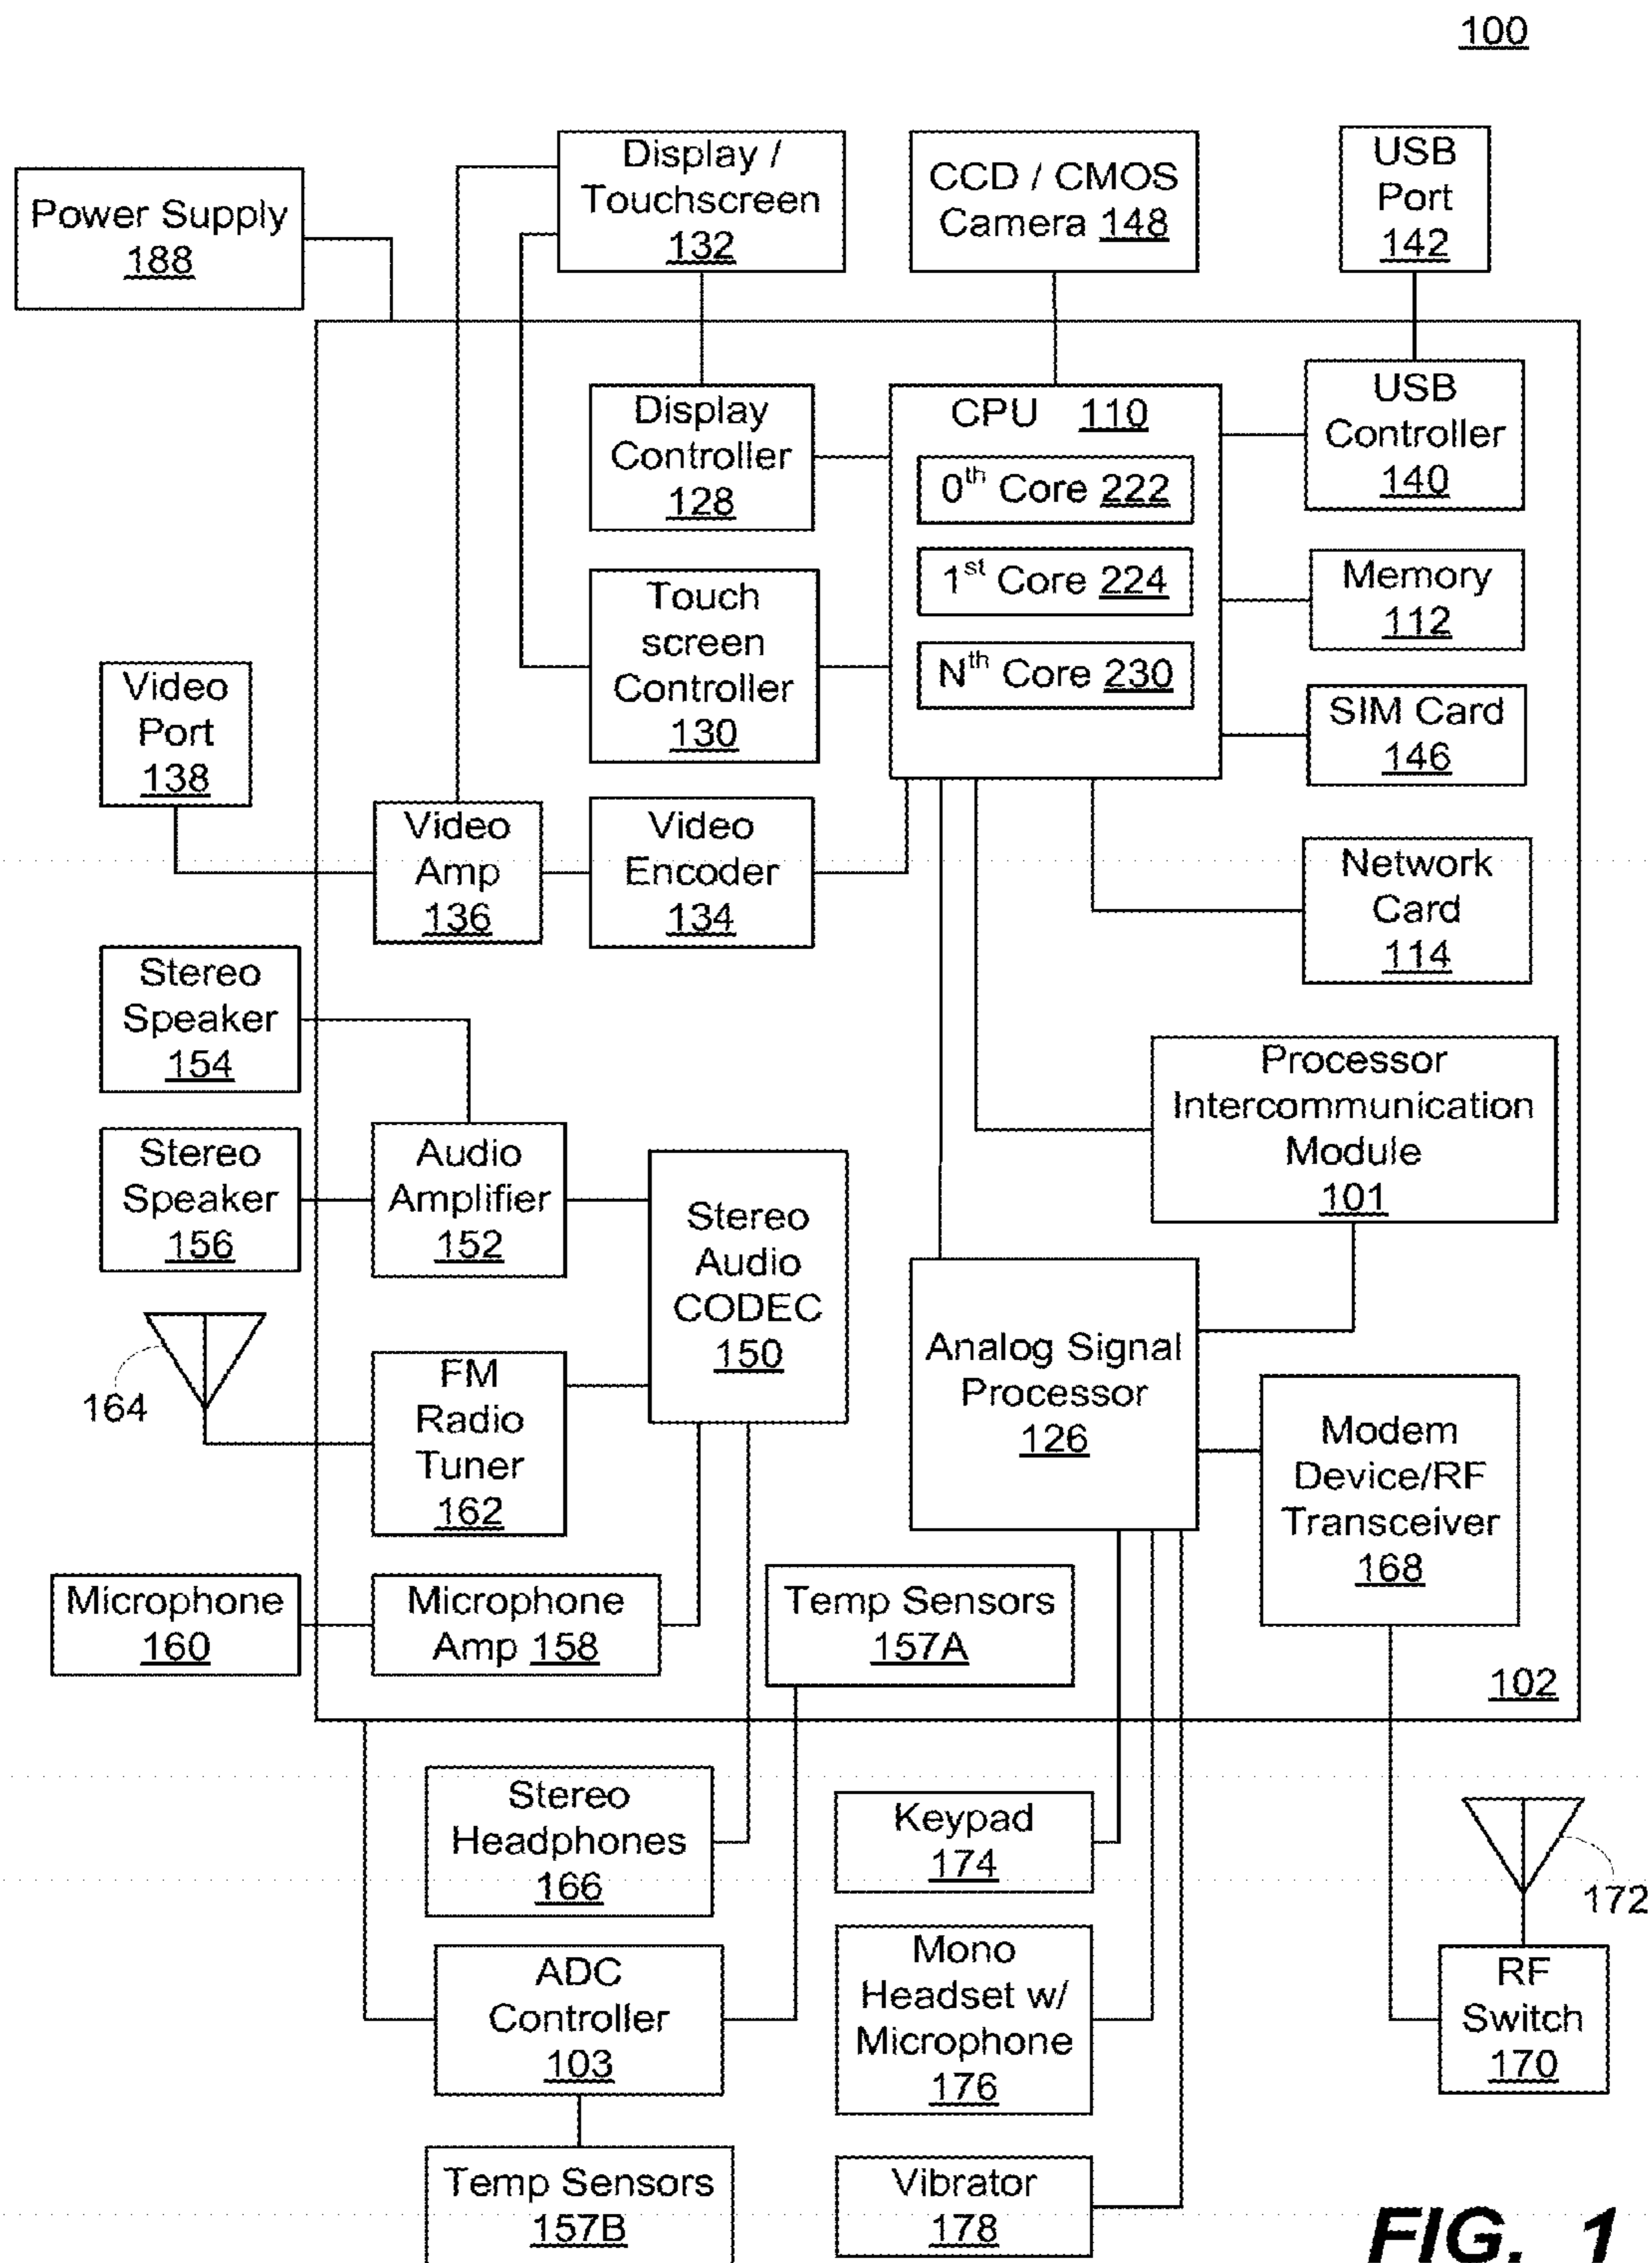 100
Power Supply
188
Display /
Touchscreen
132
CCD / CMOS
Camera 148
USB
Port
142
Display
Controller
128
CPU 110
0th Core 222
1st Core 224
Nth Core 230
USB
Controller
140
Touch
screen
Controller
130
Memory
112
SIM Card
146
Video
Port
138
Video
Amp
136
Video
Encoder
134
Network
Card
114
Stereo
Speaker
154
Processor
Intercommunication
Module
101
Stereo
Speaker
156
Audio
Amplifier
152
Stereo
Audio
CODEC
150
164
FM
Radio
Tuner
162
Analog Signal
Processor
126
Modem
Device/RF
Transceiver
168
Microphone
160
Microphone
Amp 158
Temp Sensors
157A
102
Stereo
Headphones
166
Keypad
174
172
ADC
Controller
103
Mono
Headset w/
Microphone
176
RF
Switch
170
Temp Sensors
157B
Vibrator
178
FIG. 1